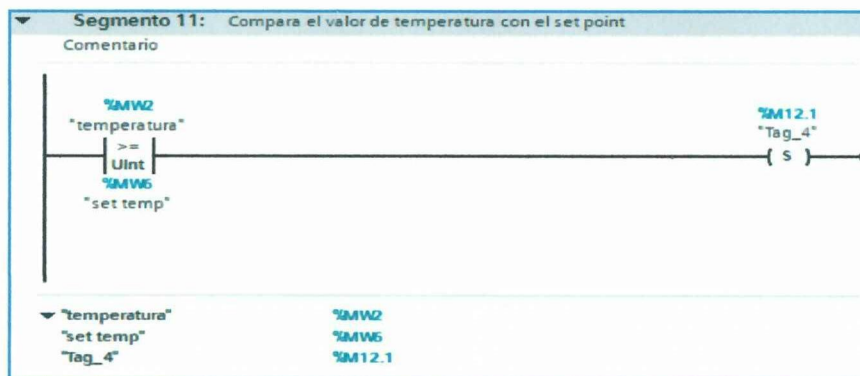 Segmento 11: Compara el valor de temperatura con el set point
Comentario
%MW2
"temperatura"
>=
UInt
%MW6
"set temp"
%M12.1
"Tag_4"
S
"temperatura" %MW2
"set temp" %MW6
"Tag_4" %M12.1